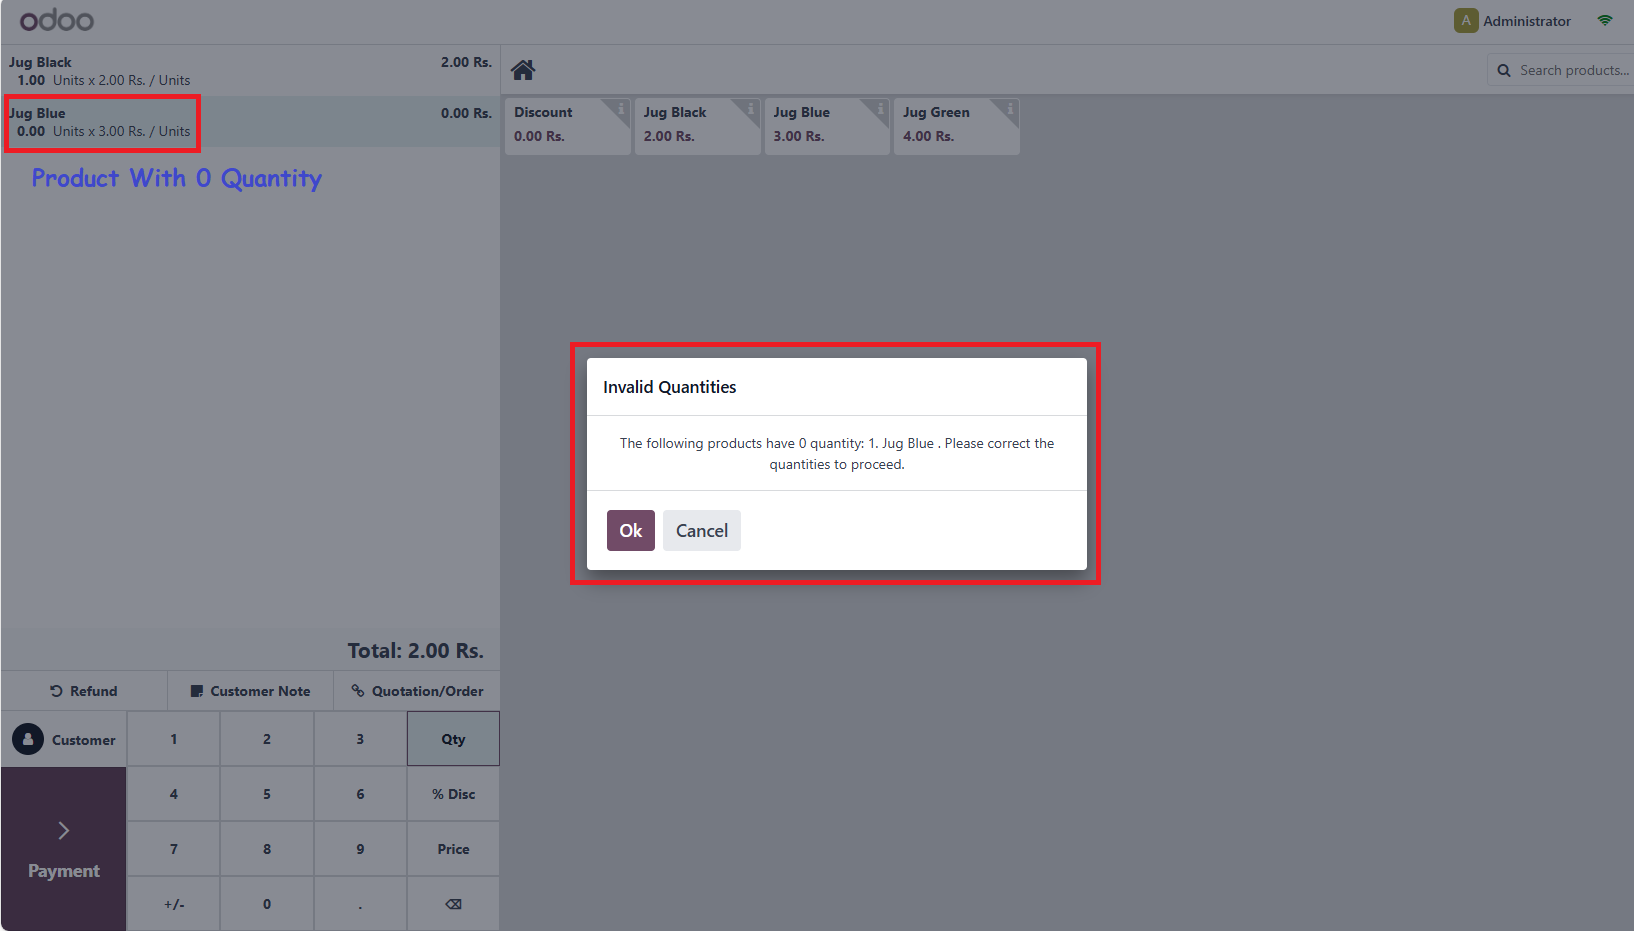 odoo
A Administrator
Jug Black 2.00 Rs.
1.00 Units x 2.00 Rs. / Units
Jug Blue 0.00 Rs.
0.00 Units x 3.00 Rs. / Units
Product With 0 Quantity
Search products...
Discount
0.00 Rs.
Jug Black
2.00 Rs.
Jug Blue
3.00 Rs.
Jug Green
4.00 Rs.
Invalid Quantities
The following products have 0 quantity: 1. Jug Blue . Please correct the
quantities to proceed.
Ok Cancel
Total: 2.00 Rs.
Refund Customer Note Quotation/Order
Customer 1 2 3 Qty
4 5 6 % Disc
7 8 9 Price
Payment
+/- 0 .